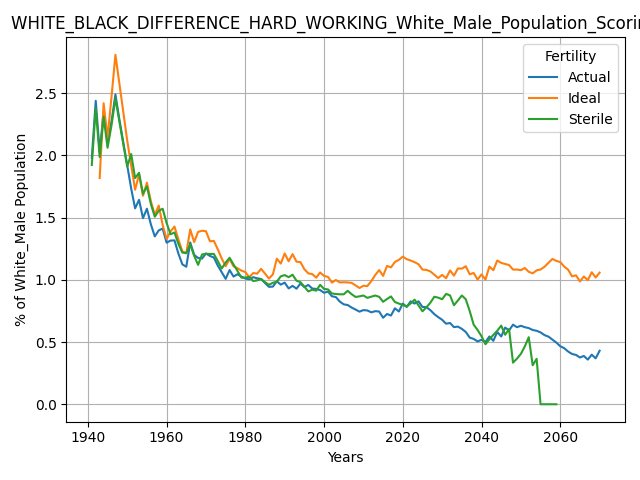 WHITE_BLACK_DIFFERENCE_HARD_WORKING_White_Male_Population_Scorin
Fertility
Actual
Ideal
Sterile
% of White_Male Population
2.5
2.0
1.5
1.0
0.5
0.0
1940 1960 1980 2000 2020 2040 2060
Years